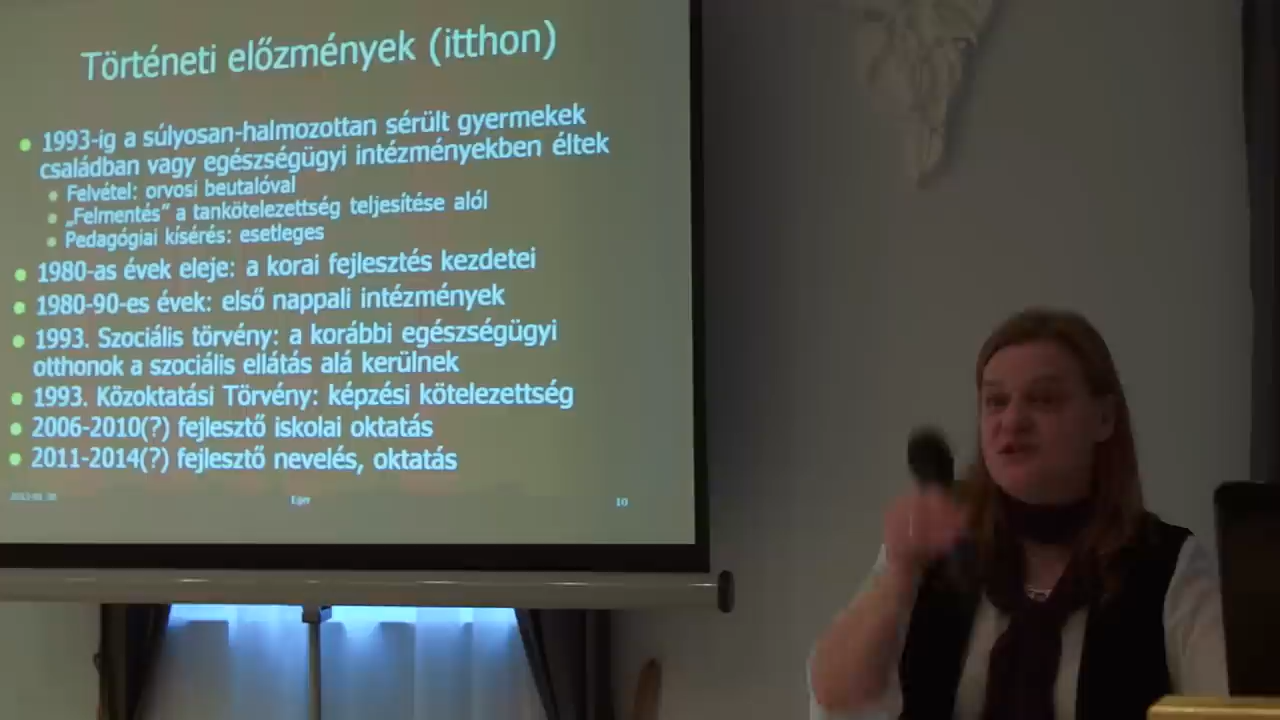 Történeti előzmények (itthon)
1993-ig a súlyosan-halmozottan sérült gyermekek
családban vagy egészségügyi intézményekben éltek
Felvétel: orvosi beutalóval
„Felmentés” a tankötelezettség teljesítése alól
Pedagógiai kísérés: esetleges
1980-as évek eleje: a korai fejlesztés kezdetei
1980-90-es évek: első nappali intézmények
1993. Szociális törvény: a korábbi egészségügyi
otthonok a szociális ellátás alá kerülnek
1993. Közoktatási Törvény: képzési kötelezettség
2006-2010(?) fejlesztő iskolai oktatás
2011-2014(?) fejlesztő nevelés, oktatás
Eger
10